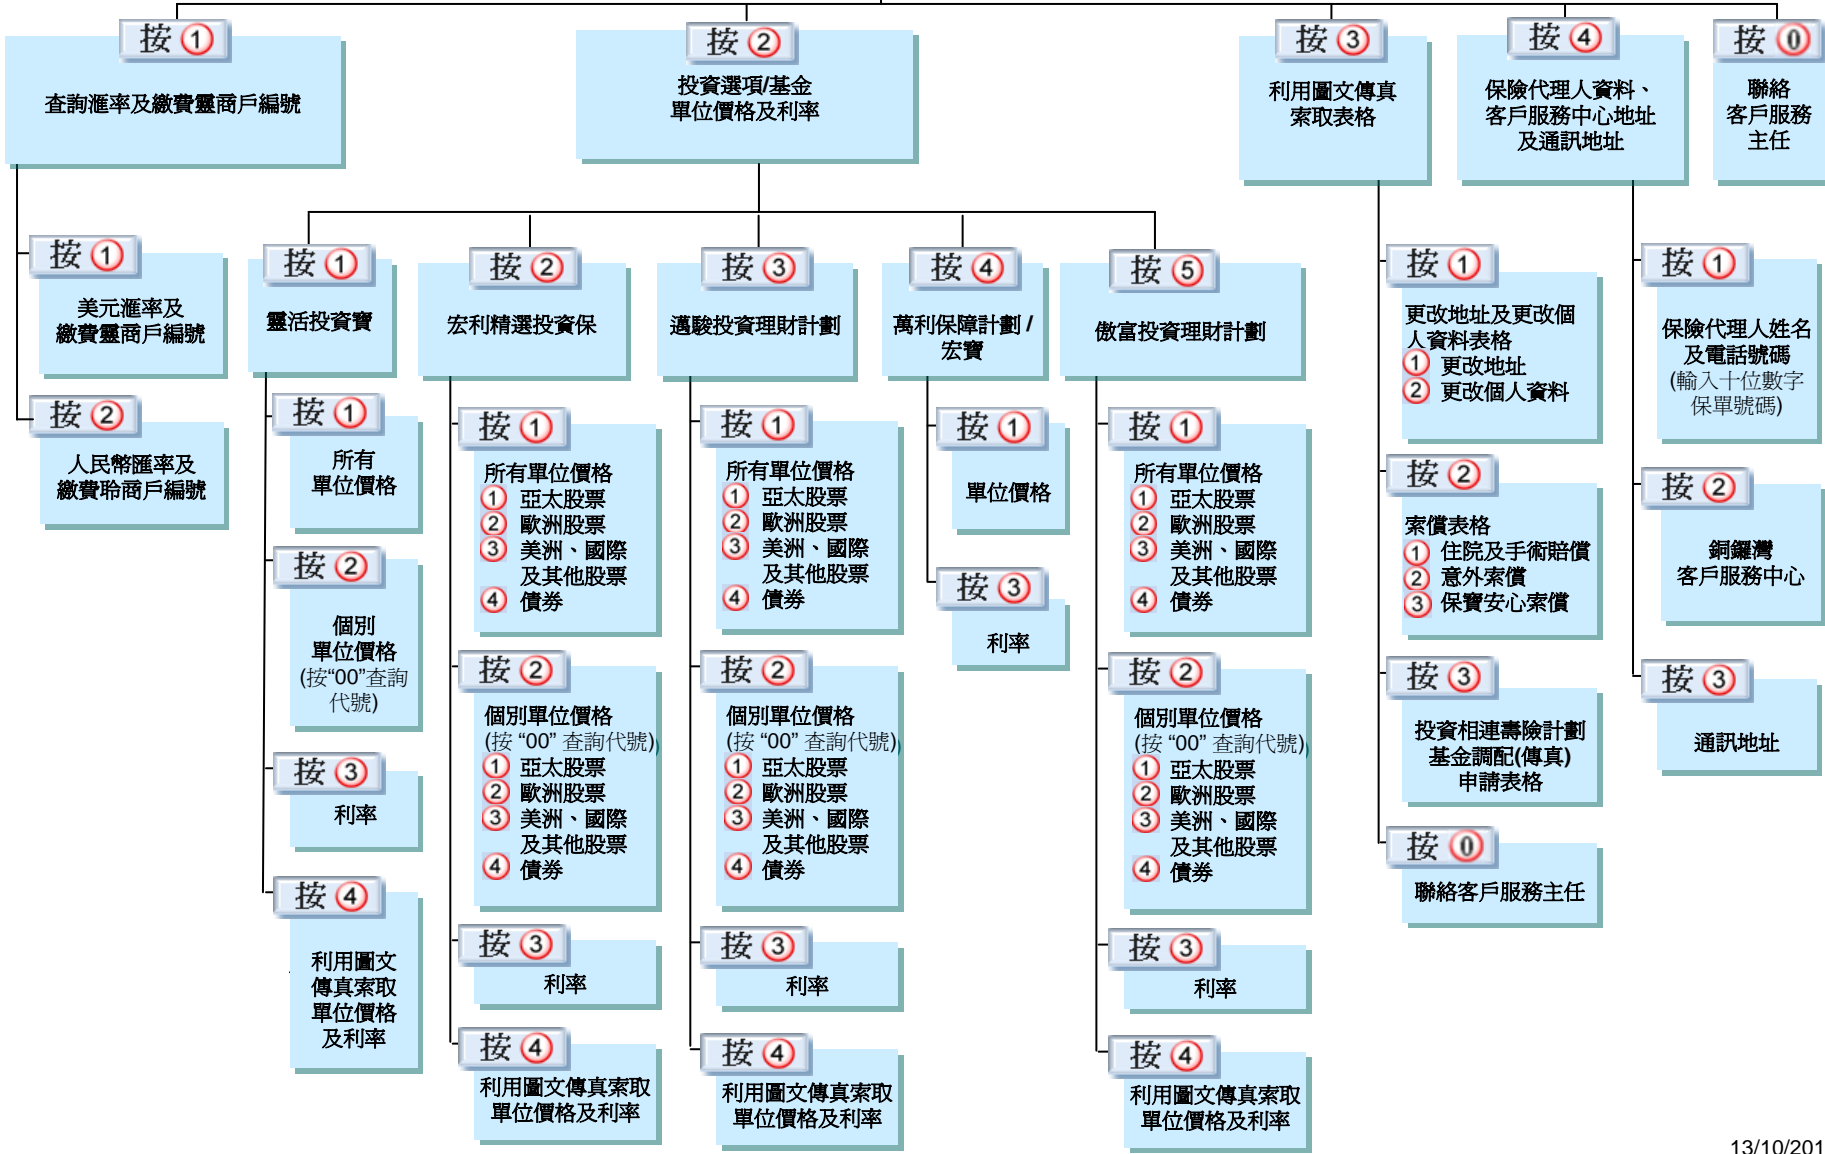 按 1
查詢滙率及繳費靈商戶編號
按 1
美元滙率及
繳費靈商戶編號
按 2
人民幣匯率及
繳費聆商戶編號
按 2
投資選項/基金
單位價格及利率
按 1
靈活投資寶
按 1
所有
單位價格
按 2
個別
單位價格
(按“00”查詢
代號)
按 3
利率
按 4
利用圖文
傳真索取
單位價格
及利率
按 2
宏利精選投資保
按 1
所有單位價格
1 亞太股票
2 歐洲股票
3 美洲、國際
及其他股票
4 債券
按 2
個別單位價格
(按 “00” 查詢代號)
1 亞太股票
2 歐洲股票
3 美洲、國際
及其他股票
4 債券
按 3
利率
按 4
利用圖文傳真索取
單位價格及利率
按 3
邁駿投資理財計劃
按 1
所有單位價格
1 亞太股票
2 歐洲股票
3 美洲、國際
及其他股票
4 債券
按 2
個別單位價格
(按 “00” 查詢代號)
1 亞太股票
2 歐洲股票
3 美洲、國際
及其他股票
4 債券
按 3
利率
按 4
利用圖文傳真索取
單位價格及利率
按 4
萬利保障計劃 /
宏寶
按 1
單位價格
按 3
利率
按 5
傲富投資理財計劃
按 1
所有單位價格
1 亞太股票
2 歐洲股票
3 美洲、國際
及其他股票
4 債券
按 2
個別單位價格
(按 “00” 查詢代號)
1 亞太股票
2 歐洲股票
3 美洲、國際
及其他股票
4 債券
按 3
利率
按 4
利用圖文傳真索取
單位價格及利率
按 3
利用圖文傳真
索取表格
按 1
更改地址及更改個
人資料表格
1 更改地址
2 更改個人資料
按 2
索償表格
1 住院及手術賠償
2 意外索償
3 保寶安心索償
按 3
投資相連壽險計劃
基金調配(傳真)
申請表格
按 0
聯絡客戶服務主任
按 4
保險代理人資料、
客戶服務中心地址
及通訊地址
按 1
保險代理人姓名
及電話號碼
(輸入十位數字
保單號碼)
按 2
銅鑼灣
客戶服務中心
按 3
通訊地址
按 0
聯絡
客戶服務
主任
13/10/201